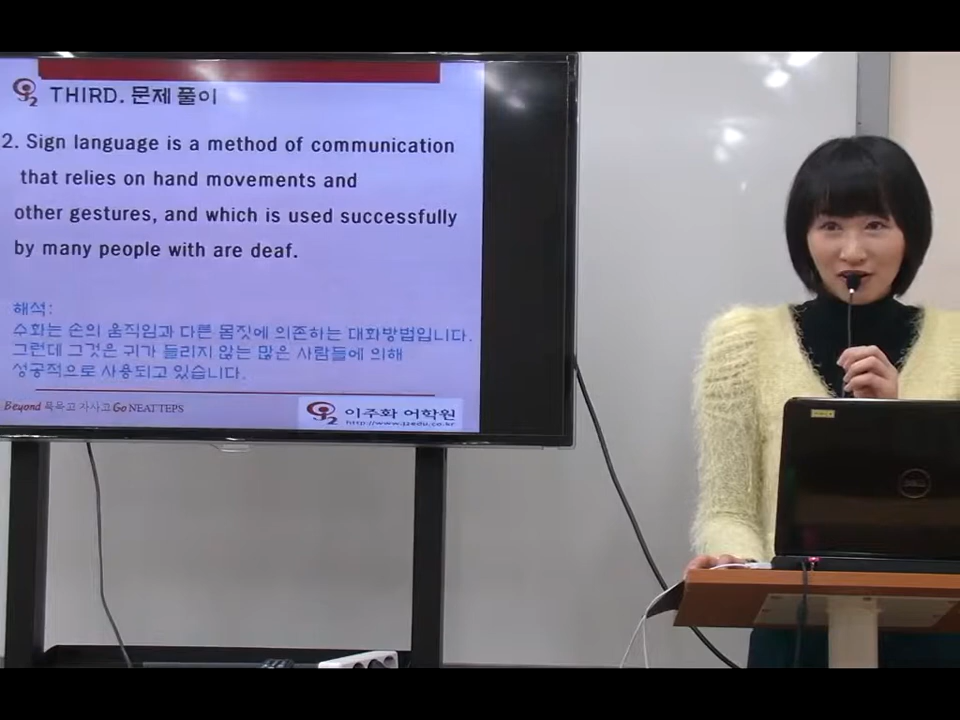 THIRD. 문제 풀이
2. Sign language is a method of communication
that relies on hand movements and
other gestures, and which is used successfully
by many people with are deaf.
해석:
수화는 손의 움직임과 다른 몸짓에 의존하는 대화방법입니다.
그런데 그것은 귀가 들리지 않는 많은 사람들에 의해
성공적으로 사용되고 있습니다.
Beyond 목욕고 가사고 Go NEAT TEPS
이주화 어학원
http://www.j2edu.co.kr
DELL